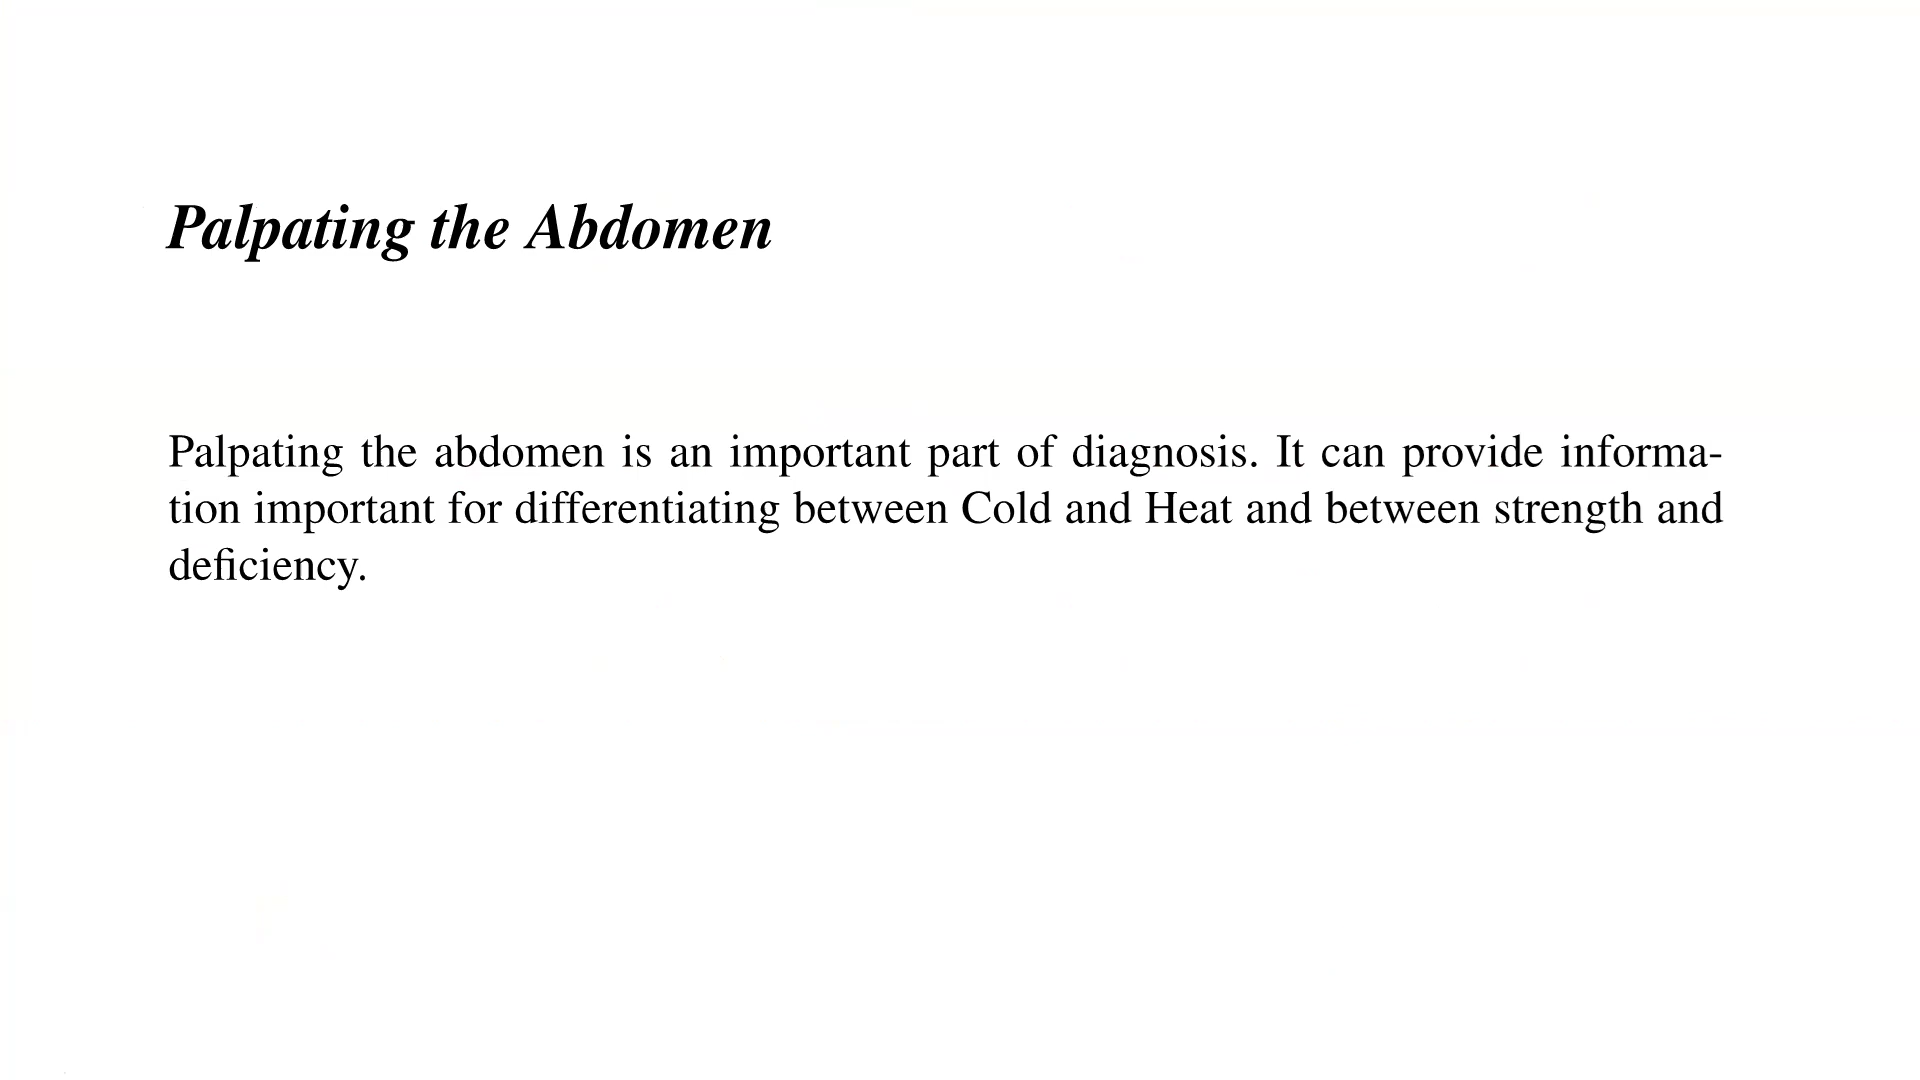 Palpating the Abdomen
Palpating the abdomen is an important part of diagnosis. It can provide informa-
tion important for differentiating between Cold and Heat and between strength and
deficiency.